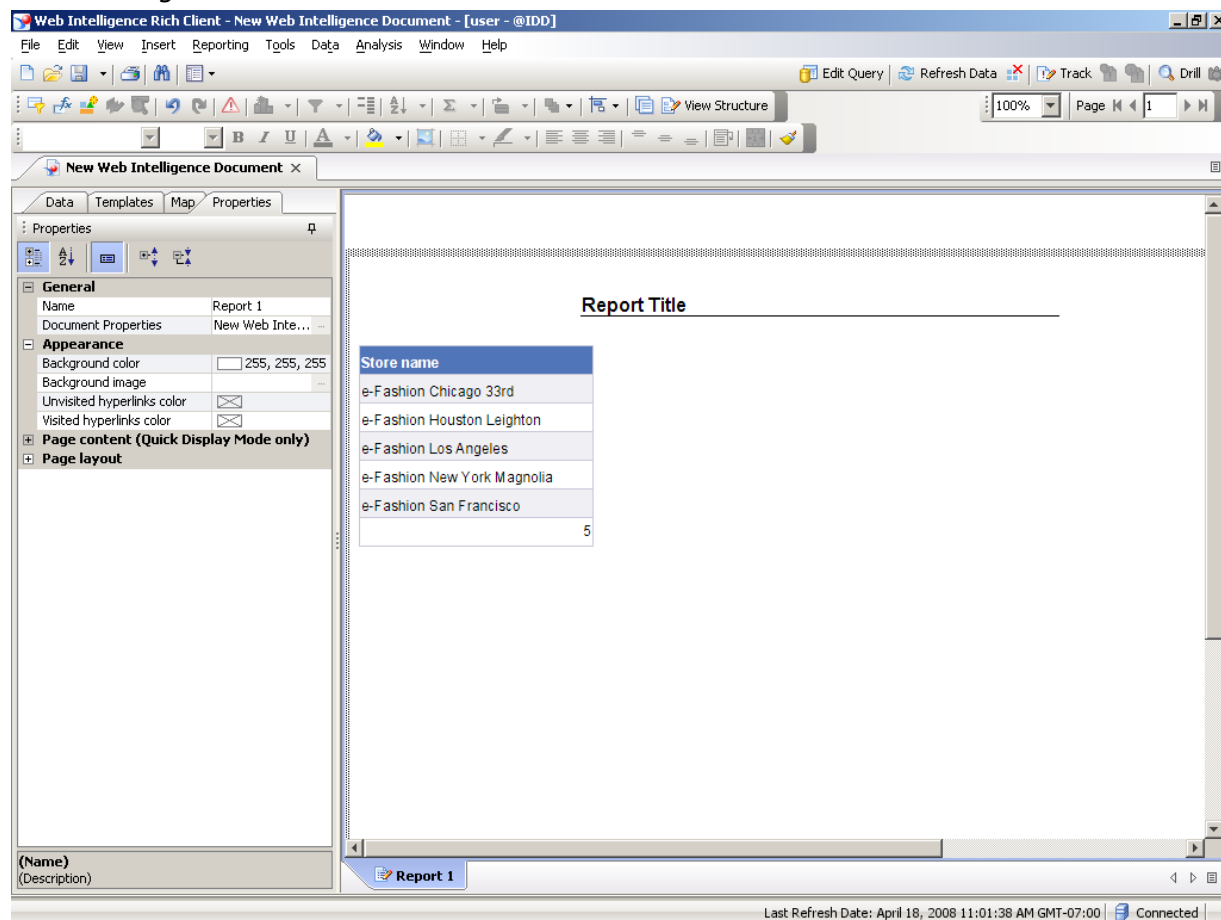 Web Intelligence Rich Client - New Web Intelligence Document - [user - @IDD]
File Edit View Insert Reporting Tools Data Analysis Window Help
Edit Query Refresh Data Track Drill
View Structure 100% Page 1
B I U A
New Web Intelligence Document
Data Templates Map Properties
Properties
General
Name Report 1
Document Properties New Web Inte... ...
Appearance
Background color 255, 255, 255
Background image ...
Unvisited hyperlinks color
Visited hyperlinks color
Page content (Quick Display Mode only)
Page layout
Report Title
Store name
e-Fashion Chicago 33rd
e-Fashion Houston Leighton
e-Fashion Los Angeles
e-Fashion New York Magnolia
e-Fashion San Francisco
5
(Name)
(Description)
Report 1
Last Refresh Date: April 18, 2008 11:01:38 AM GMT-07:00 Connected